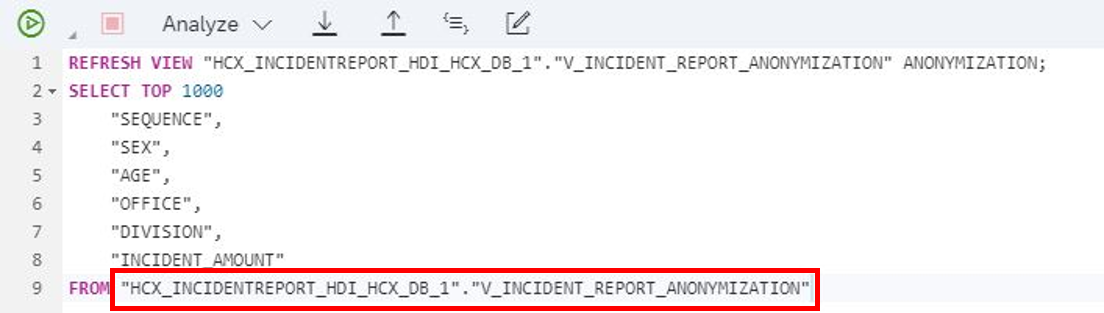 Analyze
1 REFRESH VIEW "HCX_INCIDENTREPORT_HDI_HCX_DB_1"."V_INCIDENT_REPORT_ANONYMIZATION" ANONYMIZATION;
2 SELECT TOP 1000
3 "SEQUENCE",
4 "SEX",
5 "AGE",
6 "OFFICE",
7 "DIVISION",
8 "INCIDENT_AMOUNT"
9 FROM "HCX_INCIDENTREPORT_HDI_HCX_DB_1"."V_INCIDENT_REPORT_ANONYMIZATION"